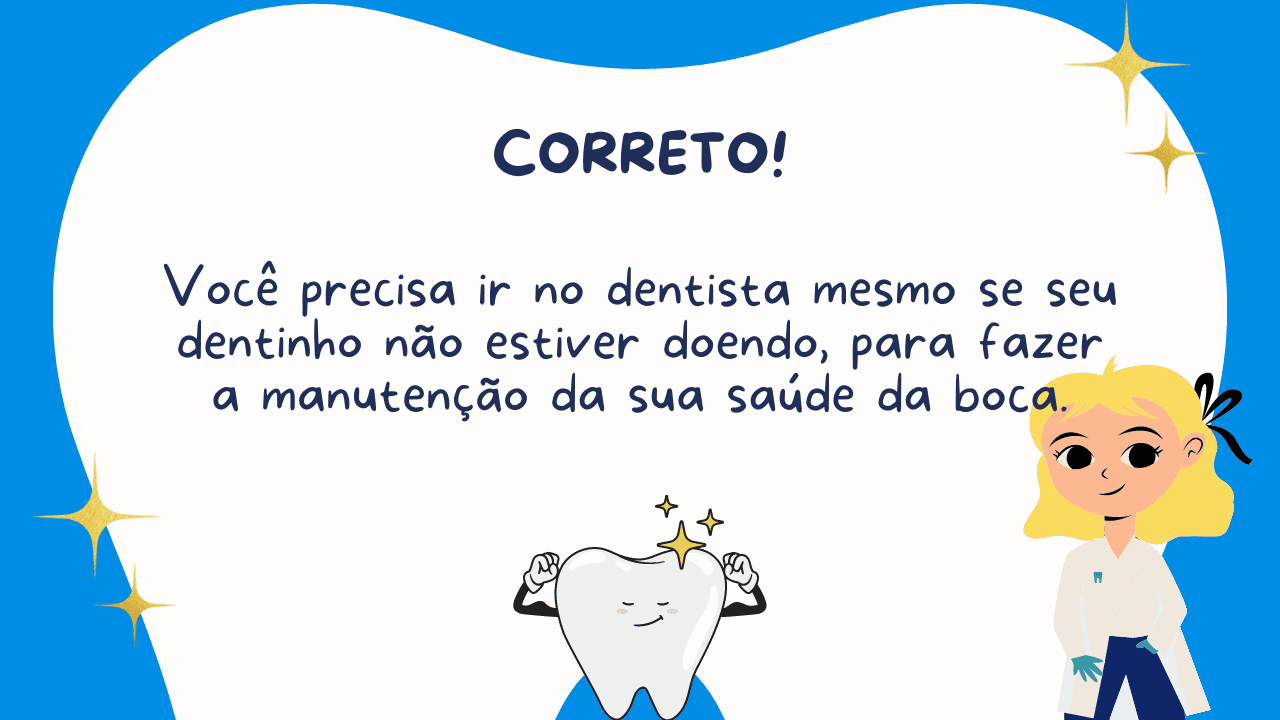 CORRETO!
Você precisa ir no dentista mesmo se seu
dentinho não estiver doendo, para fazer
a manutenção da sua saúde da boca.